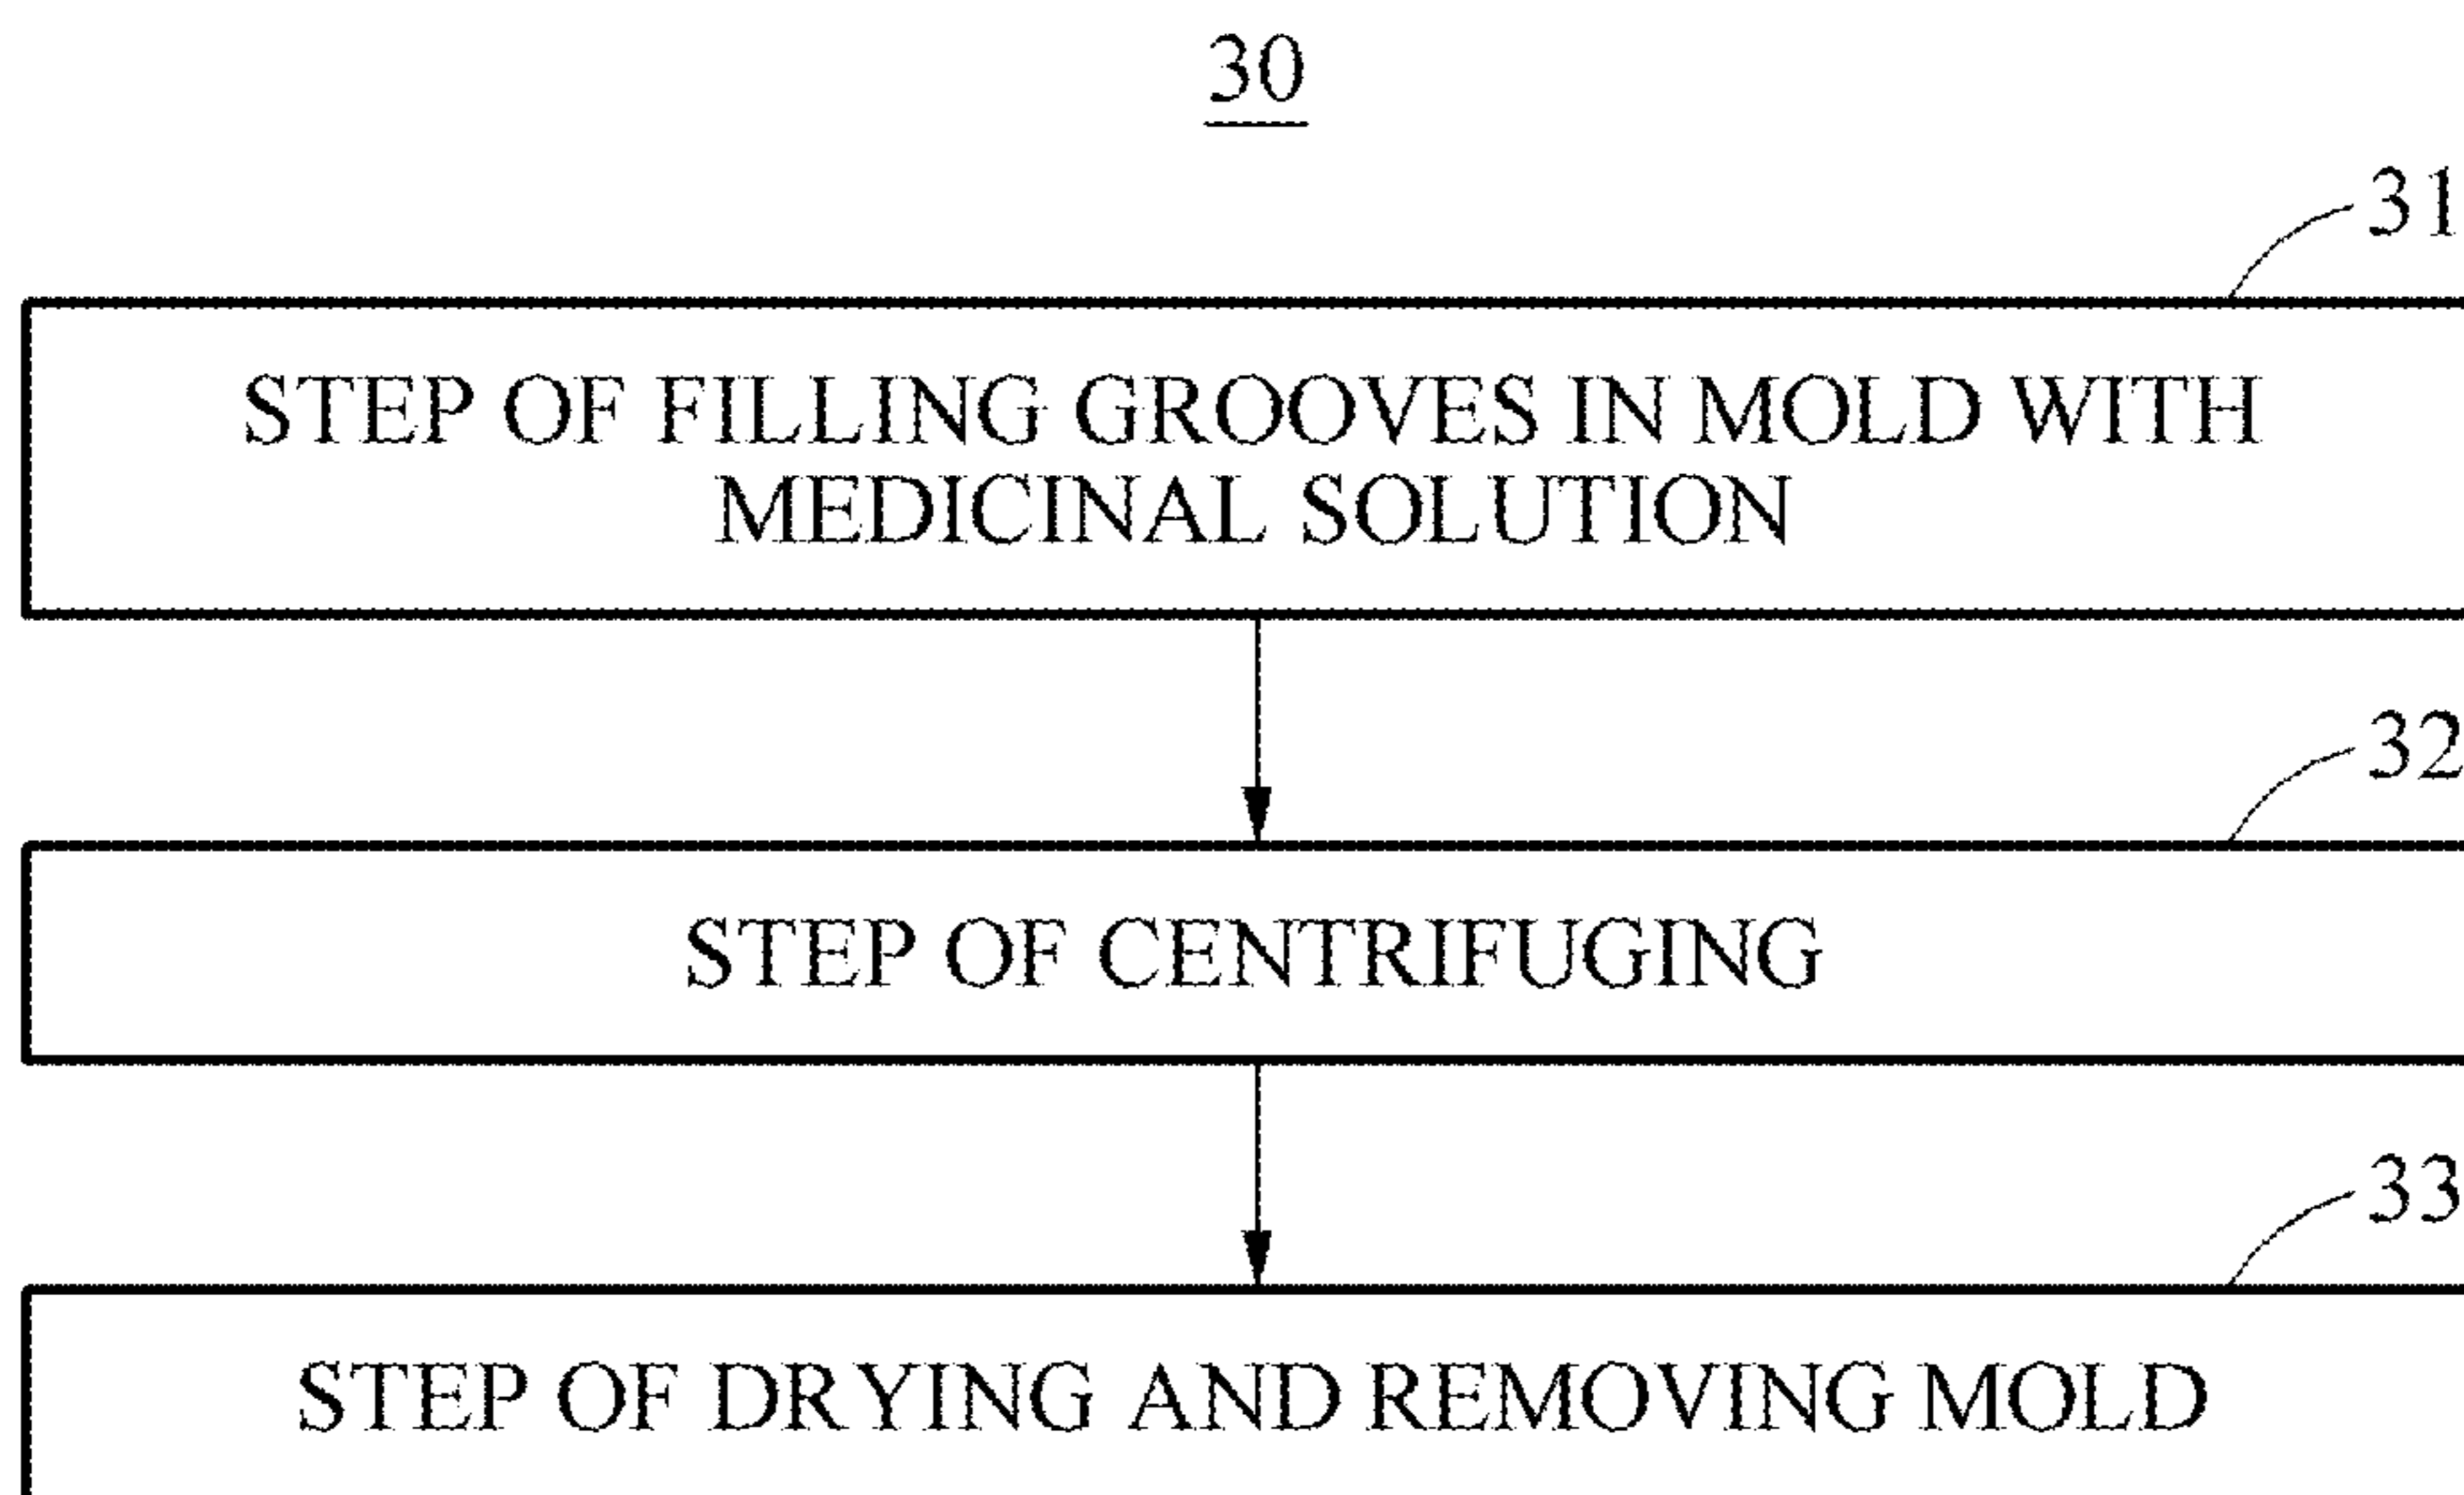 30
31
STEP OF FILLING GROOVES IN MOLD WITH
MEDICINAL SOLUTION
32
STEP OF CENTRIFUGING
33
STEP OF DRYING AND REMOVING MOLD